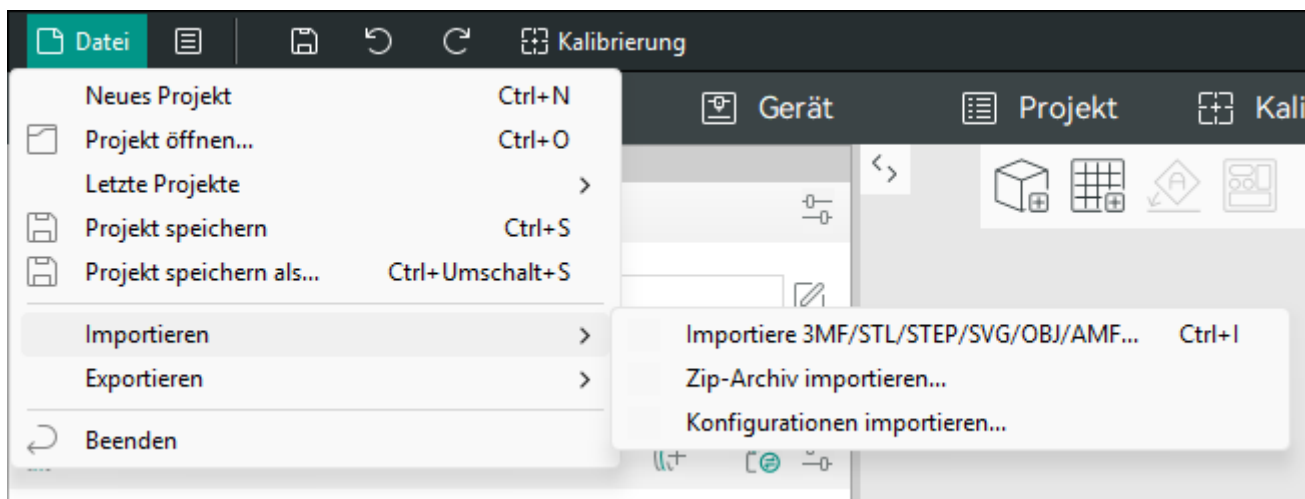 Datei
Kalibrierung
Neues Projekt Ctrl+N
Projekt öffnen... Ctrl+O
Letzte Projekte
Projekt speichern Ctrl+S
Projekt speichern als... Ctrl+Umschalt+S
Importieren
Exportieren
Beenden
Gerät
Projekt
Kali
Importiere 3MF/STL/STEP/SVG/OBJ/AMF... Ctrl+I
Zip-Archiv importieren...
Konfigurationen importieren...